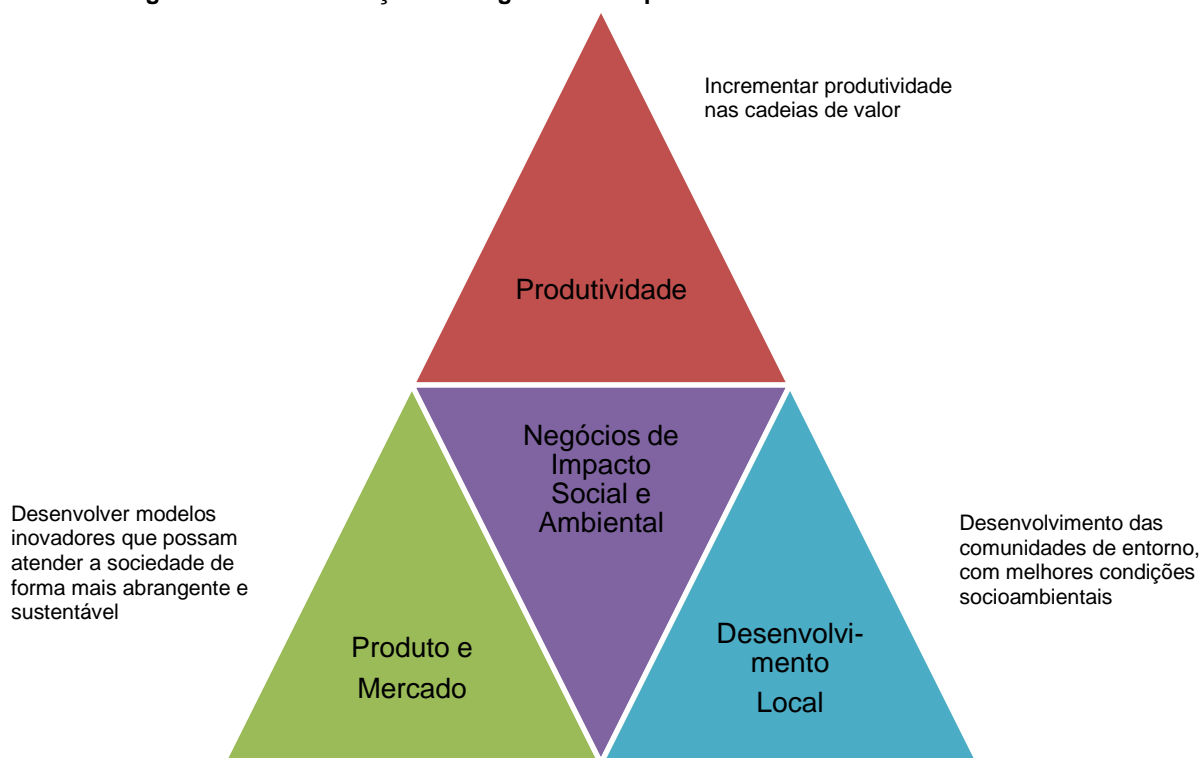 Incrementar produtividade
nas cadeias de valor
Produtividade
Negócios de
Impacto
Social e
Ambiental
Desenvolver modelos
inovadores que possam
atender a sociedade de
forma mais abrangente e
sustentável
Desenvolvimento das
comunidades de entorno,
com melhores condições
socioambientais
Produto e
Mercado
Desenvolvi-
mento
Local